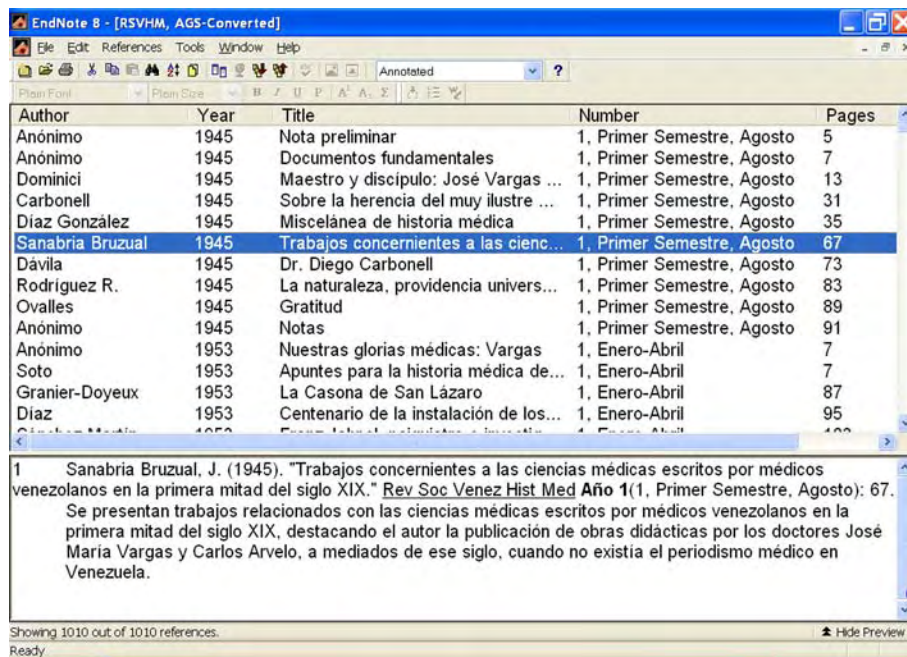 EndNote 8 - [RSVHM, AGS-Converted]
File Edit References Tools Window Help
Annotated ?
Plain Font Plain Size B I U P A¹ A₁ Σ
Author Year Title Number Pages
Anónimo 1945 Nota preliminar 1, Primer Semestre, Agosto 5
Anónimo 1945 Documentos fundamentales 1, Primer Semestre, Agosto 7
Dominici 1945 Maestro y discípulo: José Vargas ... 1, Primer Semestre, Agosto 13
Carbonell 1945 Sobre la herencia del muy ilustre ... 1, Primer Semestre, Agosto 31
Díaz González 1945 Miscelánea de historia médica 1, Primer Semestre, Agosto 35
Sanabria Bruzual 1945 Trabajos concernientes a las cienc... 1, Primer Semestre, Agosto 67
Dávila 1945 Dr. Diego Carbonell 1, Primer Semestre, Agosto 73
Rodríguez R. 1945 La naturaleza, providencia univers... 1, Primer Semestre, Agosto 83
Ovalles 1945 Gratitud 1, Primer Semestre, Agosto 89
Anónimo 1945 Notas 1, Primer Semestre, Agosto 91
Anónimo 1953 Nuestras glorias médicas: Vargas 1, Enero-Abril 7
Soto 1953 Apuntes para la historia médica de... 1, Enero-Abril 7
Granier-Doyeux 1953 La Casona de San Lázaro 1, Enero-Abril 87
Díaz 1953 Centenario de la instalación de los... 1, Enero-Abril 95
1 Sanabria Bruzual, J. (1945). "Trabajos concernientes a las ciencias médicas escritos por médicos
venezolanos en la primera mitad del siglo XIX." Rev Soc Venez Hist Med Año 1(1, Primer Semestre, Agosto): 67.
Se presentan trabajos relacionados con las ciencias médicas escritos por médicos venezolanos en la
primera mitad del siglo XIX, destacando el autor la publicación de obras didácticas por los doctores José
María Vargas y Carlos Arvelo, a mediados de ese siglo, cuando no existía el periodismo médico en
Venezuela.
Showing 1010 out of 1010 references. Hide Preview
Ready